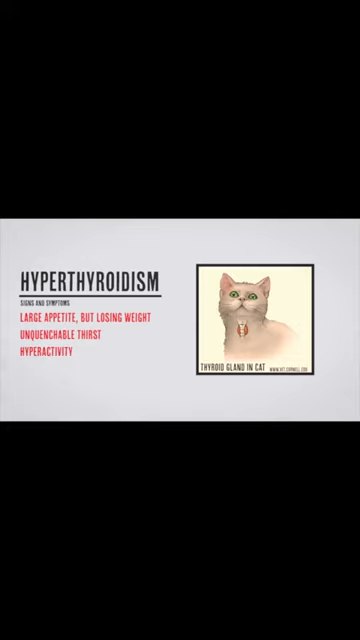 HYPERTHYROIDISM
SIGNS AND SYMPTOMS
LARGE APPETITE, BUT LOSING WEIGHT
UNQUENCHABLE THIRST
HYPERACTIVITY
THYROID GLAND IN CAT